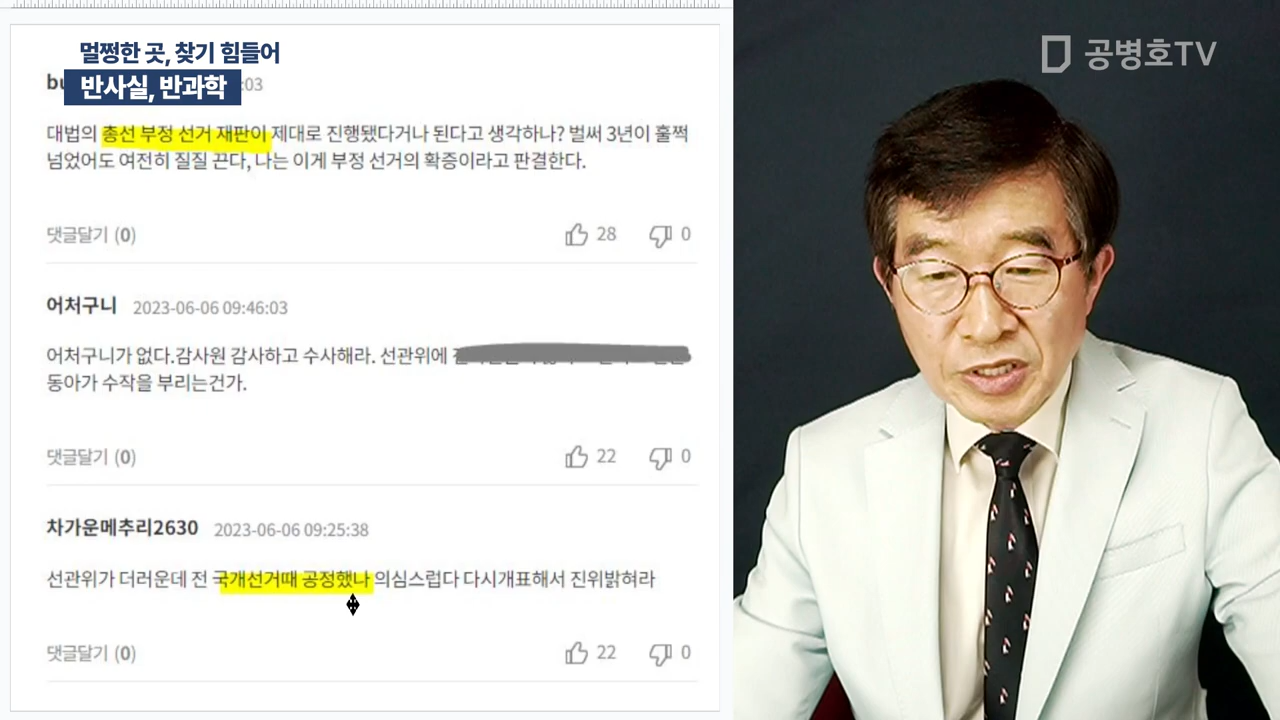 멀쩡한 곳, 찾기 힘들어
반사실, 반과학
공병호TV
bu :03
대법의 총선 부정 선거 재판이 제대로 진행됐다거나 된다고 생각하나? 벌써 3년이 훌쩍
넘었어도 여전히 질질 끈다, 나는 이게 부정 선거의 확증이라고 판결한다.
댓글달기 (0) 28 0
어처구니 2023-06-06 09:46:03
어처구니가 없다.감사원 감사하고 수사해라. 선관위에
동아가 수작을 부리는건가.
댓글달기 (0) 22 0
차가운메추리2630 2023-06-06 09:25:38
선관위가 더러운데 전 국개선거때 공정했나 의심스럽다 다시개표해서 진위밝혀라
댓글달기 (0) 22 0